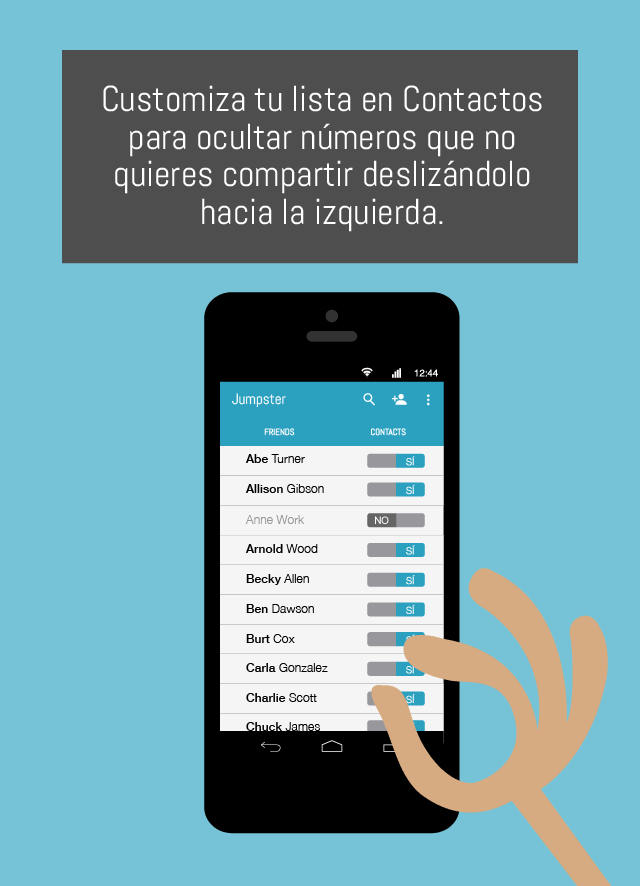 Customiza tu lista en Contactos
para ocultar números que no
quieres compartir deslizándolo
hacia la izquierda.
12:44
Jumpster
FRIENDS CONTACTS
Abe Turner SÍ
Allison Gibson SÍ
Anne Work NO
Arnold Wood SÍ
Becky Allen SÍ
Ben Dawson SÍ
Burt Cox SÍ
Carla Gonzalez SÍ
Charlie Scott SÍ
Chuck James